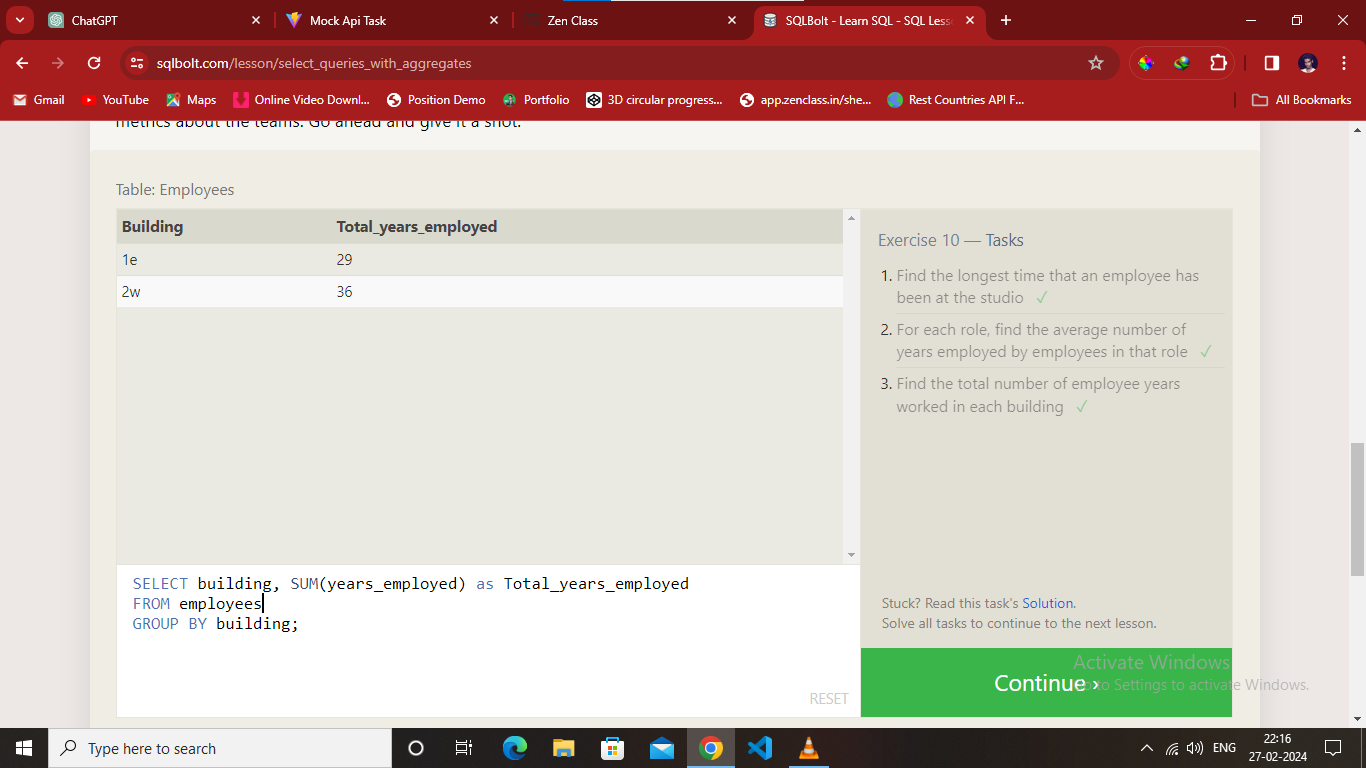 ChatGPT
Mock Api Task
Zen Class
SQLBolt - Learn SQL - SQL Less
sqlbolt.com/lesson/select_queries_with_aggregates
Gmail
YouTube
Maps
Online Video Downl...
Position Demo
Portfolio
3D circular progress...
app.zenclass.in/she...
Rest Countries API F...
All Bookmarks
metrics about the teams. Go ahead and give it a shot.
Table: Employees
Building Total_years_employed
1e 29
2w 36
SELECT building, SUM(years_employed) as Total_years_employed
FROM employees
GROUP BY building;
RESET
Exercise 10 — Tasks
1. Find the longest time that an employee has
been at the studio ✓
2. For each role, find the average number of
years employed by employees in that role ✓
3. Find the total number of employee years
worked in each building ✓
Stuck? Read this task's Solution.
Solve all tasks to continue to the next lesson.
Continue ›
Activate Windows
Go to Settings to activate Windows.
Type here to search
ENG
22:16
27-02-2024